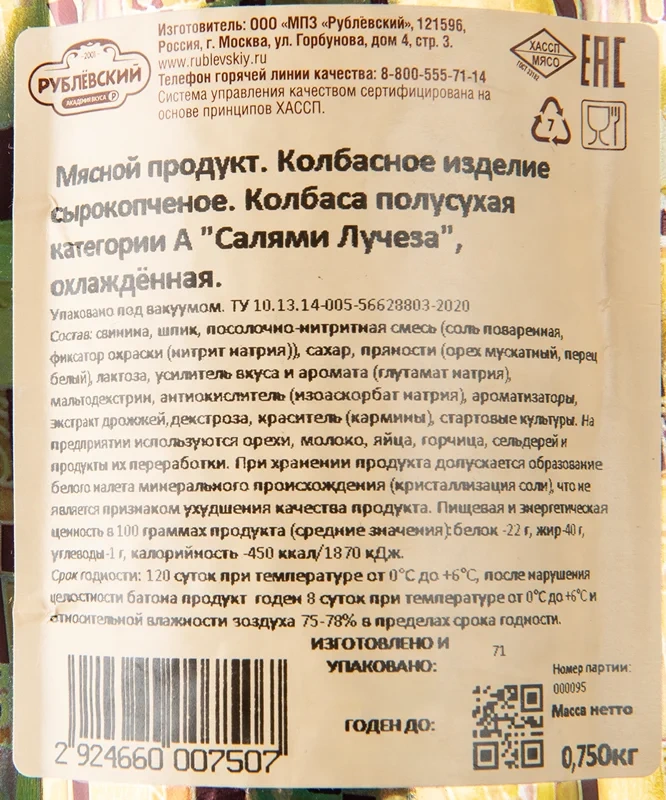 2001
РУБЛЁВСКИЙ
АКАДЕМИЯ ВКУСА
Изготовитель: ООО «МПЗ «Рублёвский», 121596,
Россия, г. Москва, ул. Горбунова, дом 4, стр. 3.
www.rublevskiy.ru
Телефон горячей линии качества: 8-800-555-71-14
Система управления качеством сертифицирована на
основе принципов ХАССП.
ХАССП
МЯСО
EAC
7
Мясной продукт. Колбасное изделие
сырокопченое. Колбаса полусухая
категории А "Салями Лучеза",
охлаждённая.
Упаковано под вакуумом. ТУ 10.13.14-005-56628803-2020
Состав: свинина, шпик, посолочно-нитритная смесь (соль поваренная,
фиксатор окраски (нитрит натрия)), сахар, пряности (орех мускатный, перец
белый), лактоза, усилитель вкуса и аромата (глутамат натрия),
мальтодекстрин, антиокислитель (изоаскорбат натрия), ароматизаторы,
экстракт дрожжей, декстроза, краситель (кармины), стартовые культуры. На
предприятии используются орехи, молоко, яйца, горчица, сельдерей и
продукты их переработки. При хранении продукта допускается образование
белого налета минерального происхождения (кристаллизация соли), что не
является признаком ухудшения качества продукта. Пищевая и энергетическая
ценность в 100 граммах продукта (средние значения): белок -22 г, жир-40 г,
углеводы-1 г, калорийность -450 ккал/1870 кДж.
Срок годности: 120 суток при температуре от 0°С до +6°С, после нарушения
целостности батона продукт годен 8 суток при температуре от 0°С до +6°С и
относительной влажности воздуха 75-78% в пределах срока годности.
ИЗГОТОВЛЕНО И
УПАКОВАНО:
71
ГОДЕН ДО:
Номер партии:
000095
Масса нетто
0,750кг
2 924660 007507